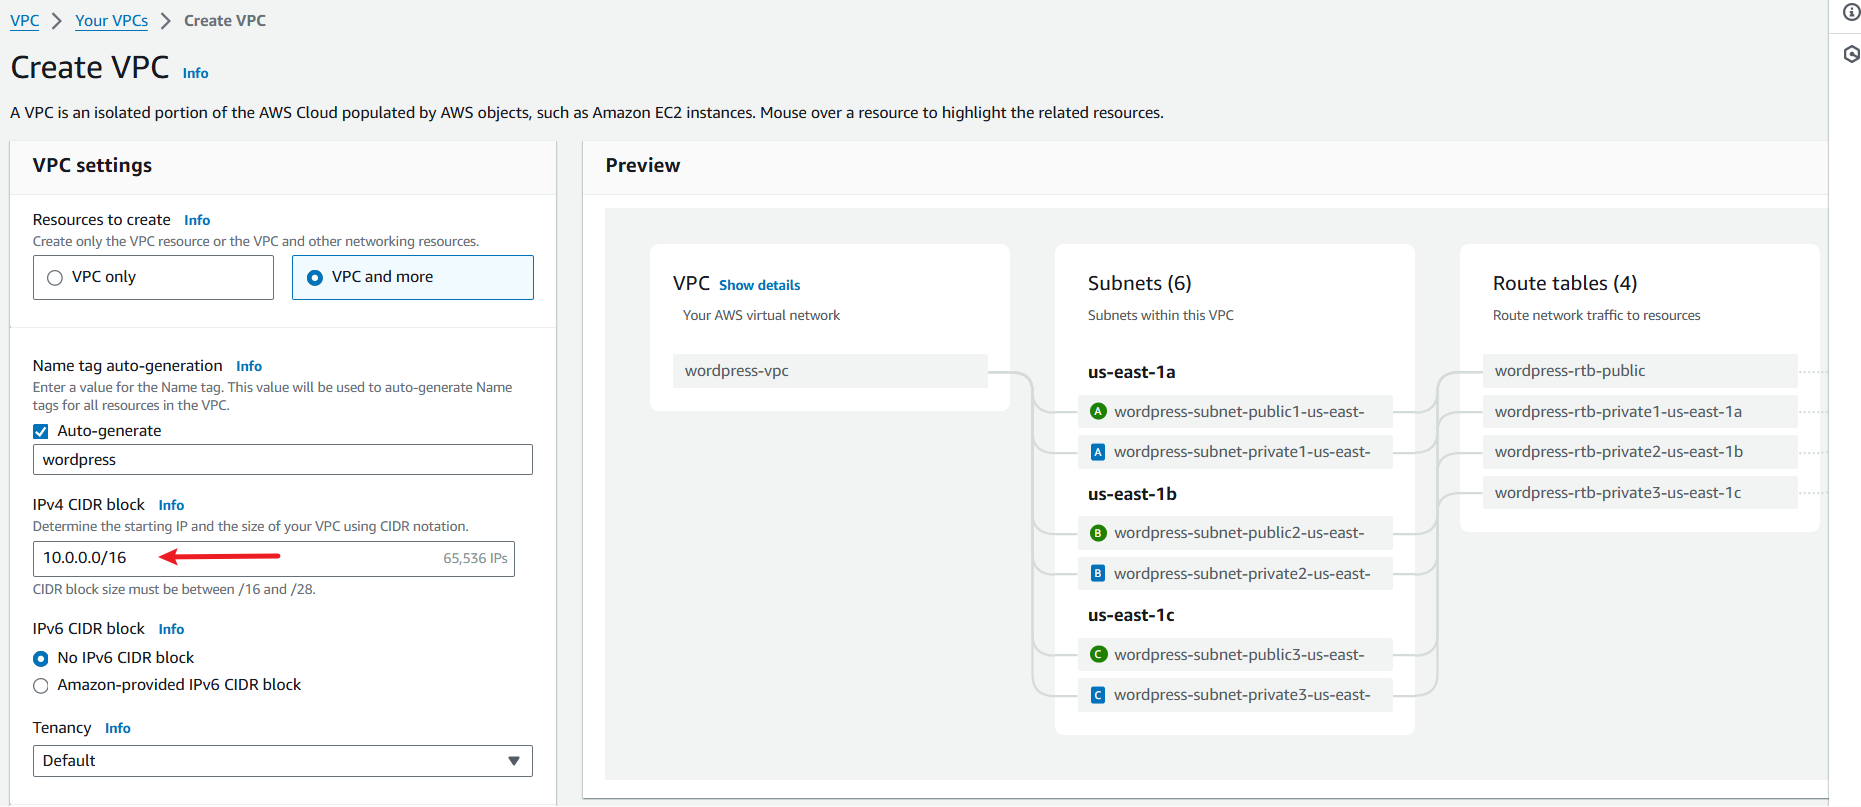 VPC > Your VPCs > Create VPC
Create VPC Info
A VPC is an isolated portion of the AWS Cloud populated by AWS objects, such as Amazon EC2 instances. Mouse over a resource to highlight the related resources.
VPC settings
Resources to create Info
Create only the VPC resource or the VPC and other networking resources.
VPC only
VPC and more
Name tag auto-generation Info
Enter a value for the Name tag. This value will be used to auto-generate Name
tags for all resources in the VPC.
Auto-generate
wordpress
IPv4 CIDR block Info
Determine the starting IP and the size of your VPC using CIDR notation.
10.0.0.0/16 65,536 IPs
CIDR block size must be between /16 and /28.
IPv6 CIDR block Info
No IPv6 CIDR block
Amazon-provided IPv6 CIDR block
Tenancy Info
Default
Preview
VPC Show details
Your AWS virtual network
wordpress-vpc
Subnets (6)
Subnets within this VPC
us-east-1a
A wordpress-subnet-public1-us-east-
A wordpress-subnet-private1-us-east-
us-east-1b
B wordpress-subnet-public2-us-east-
B wordpress-subnet-private2-us-east-
us-east-1c
C wordpress-subnet-public3-us-east-
C wordpress-subnet-private3-us-east-
Route tables (4)
Route network traffic to resources
wordpress-rtb-public
wordpress-rtb-private1-us-east-1a
wordpress-rtb-private2-us-east-1b
wordpress-rtb-private3-us-east-1c